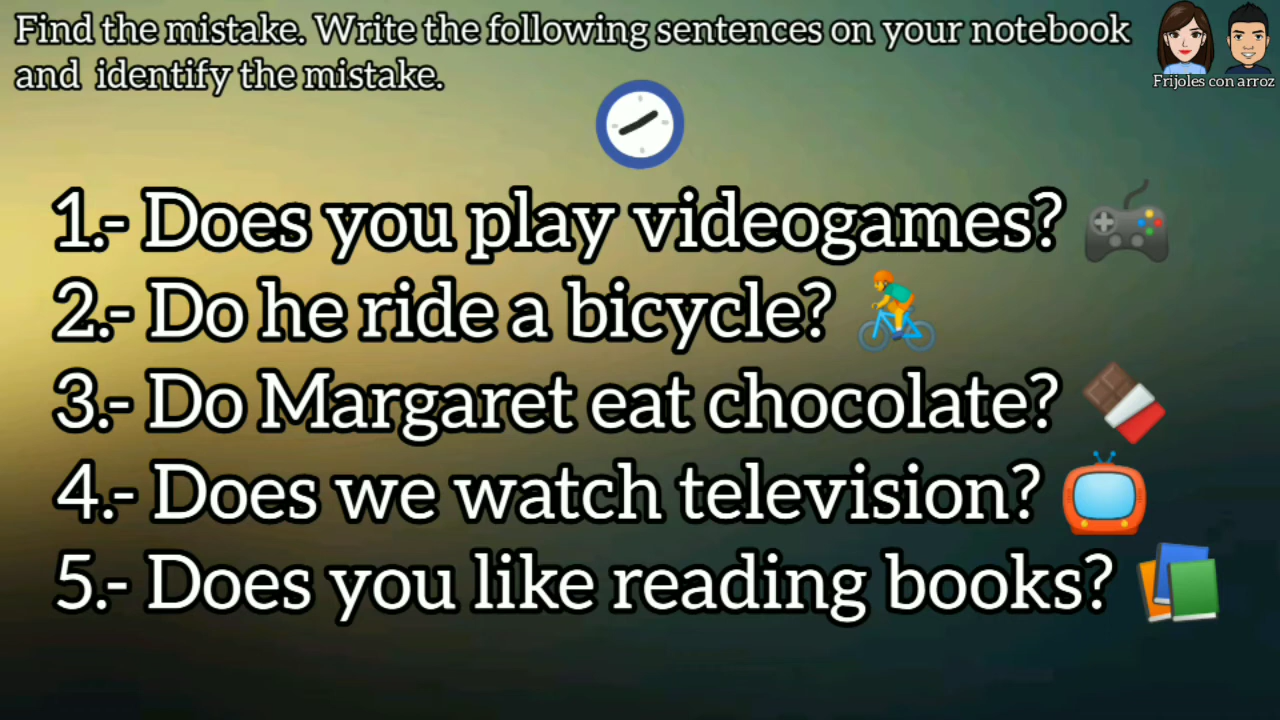 Find the mistake. Write the following sentences on your notebook
and identify the mistake.
Frijoles con arroz
1.- Does you play videogames?
2.- Do he ride a bicycle?
3.- Do Margaret eat chocolate?
4.- Does we watch television?
5.- Does you like reading books?